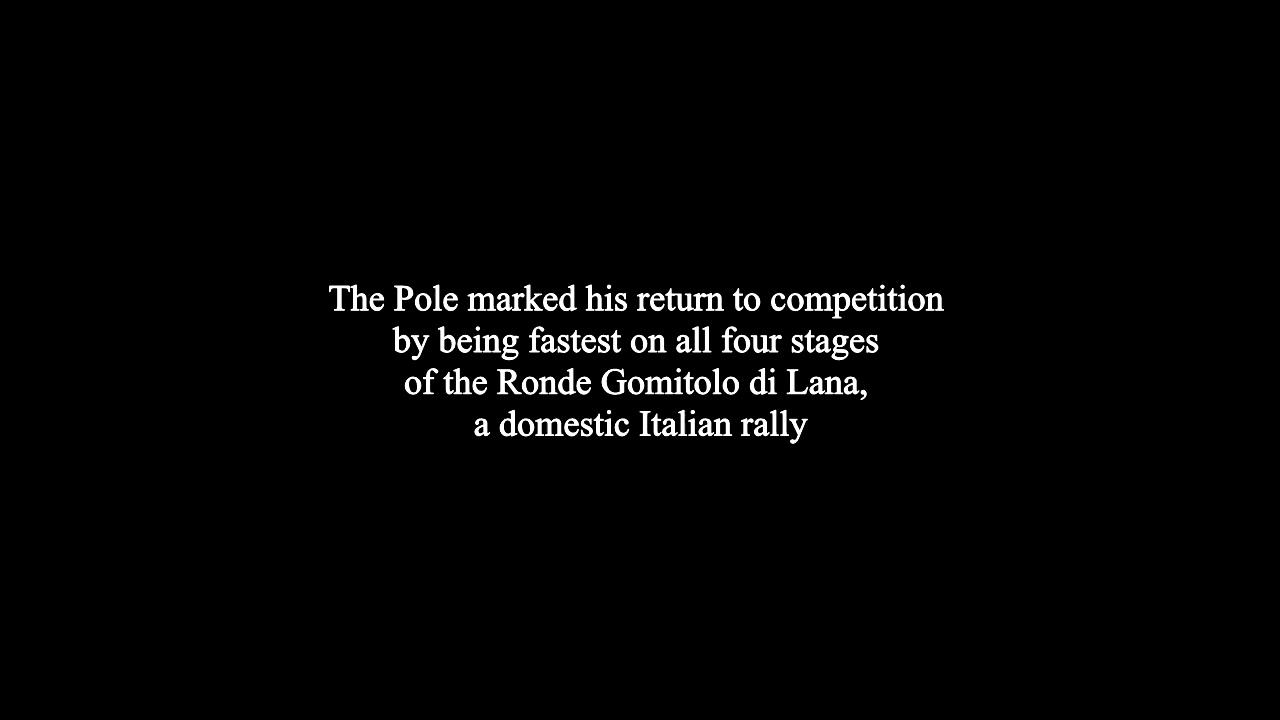 The Pole marked his return to competition
by being fastest on all four stages
of the Ronde Gomitolo di Lana,
a domestic Italian rally